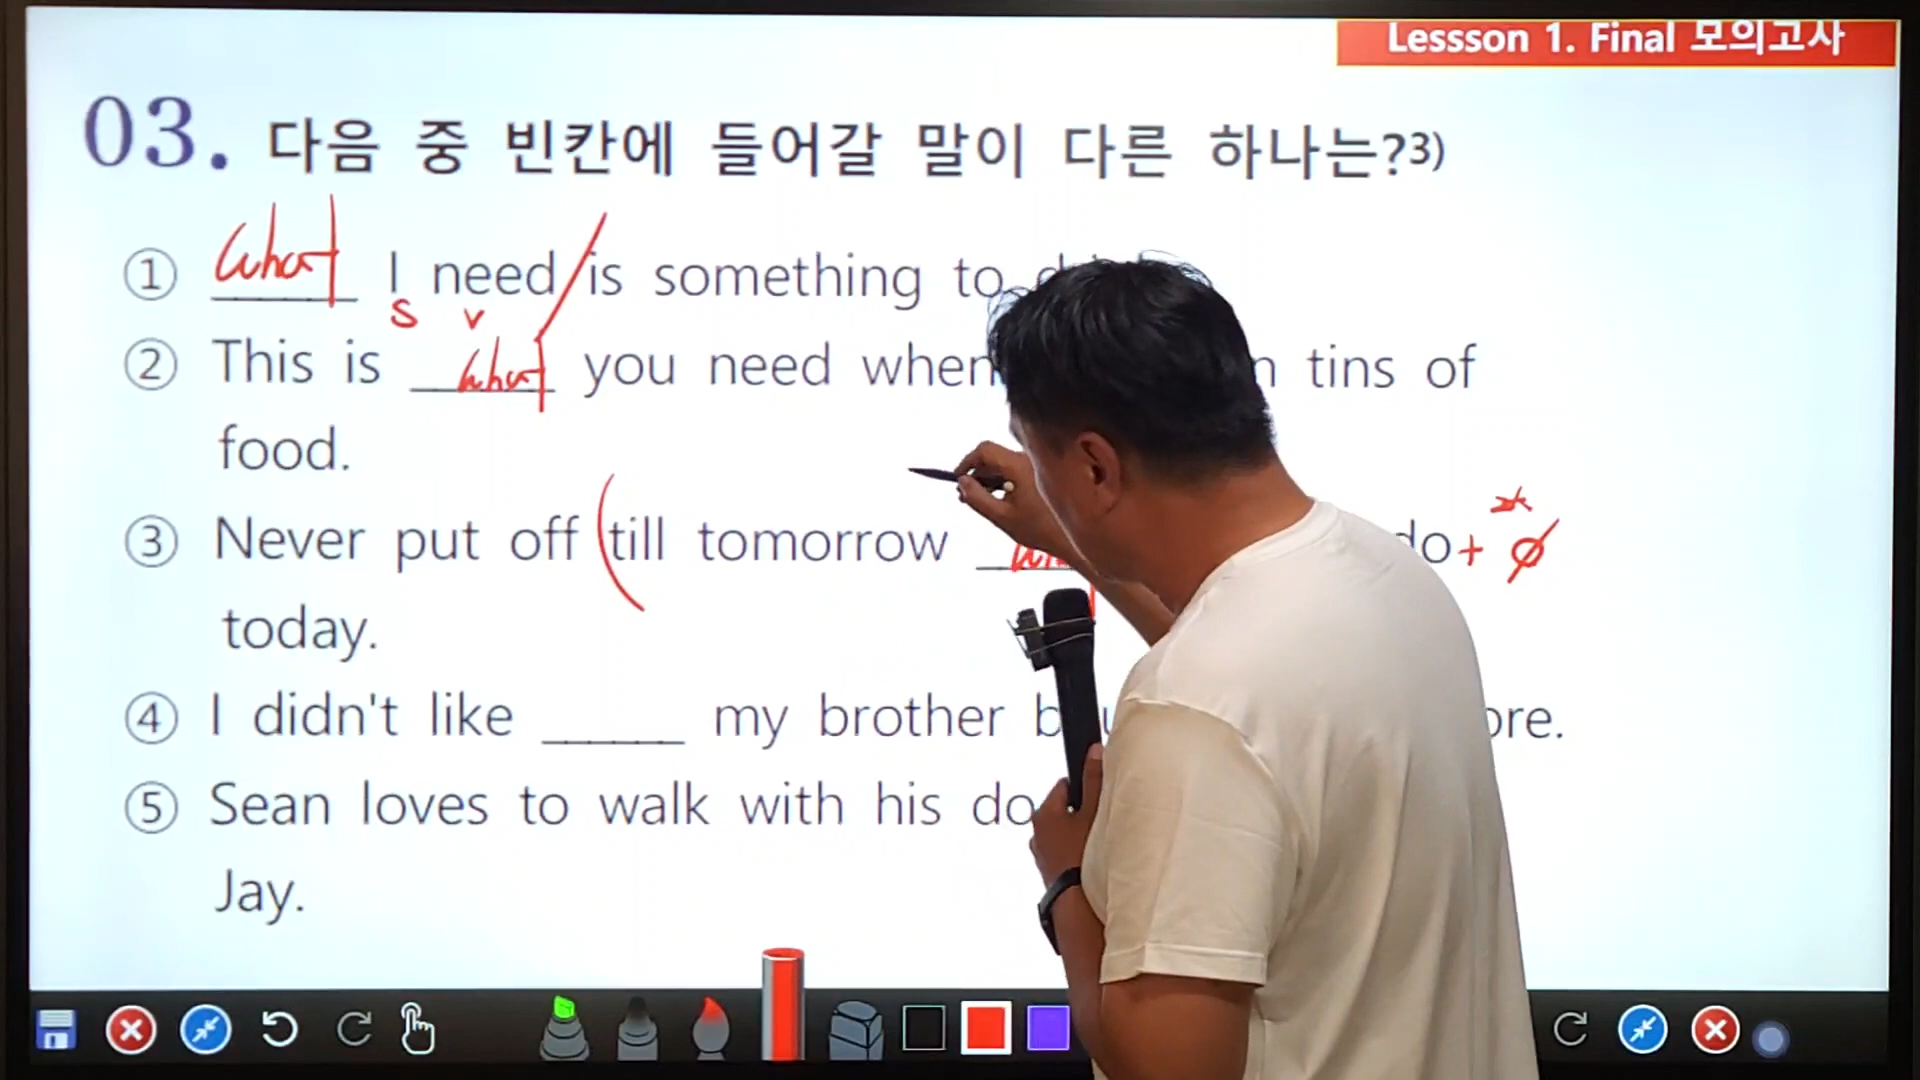 Lessson 1. Final 모의고사
03. 다음 중 빈칸에 들어갈 말이 다른 하나는?3)
① what I need is something to
s v
② This is what you need when tins of
food.
③ Never put off (till tomorrow do + ø
today.
④ I didn't like ______ my brother
⑤ Sean loves to walk with his
Jay.